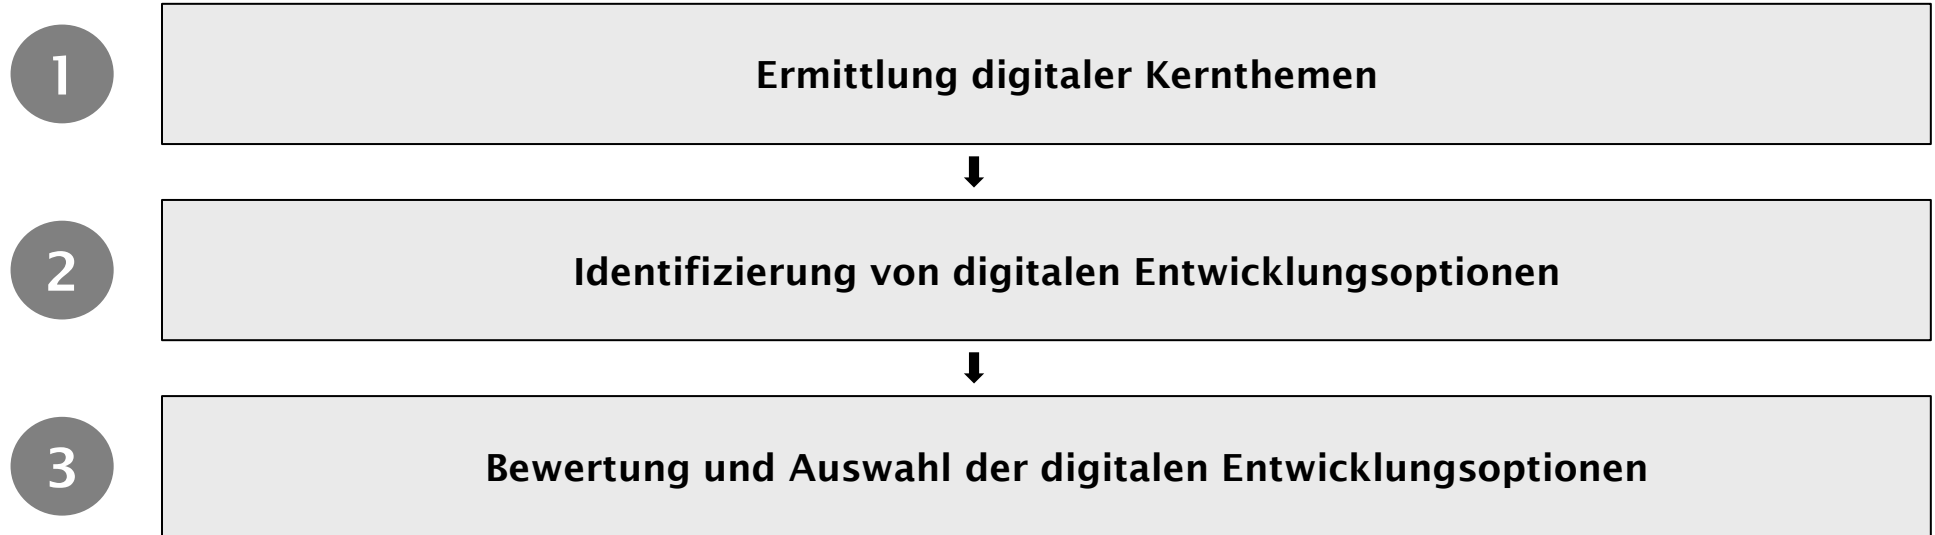 1
Ermittlung digitaler Kernthemen
2
Identifizierung von digitalen Entwicklungsoptionen
3
Bewertung und Auswahl der digitalen Entwicklungsoptionen